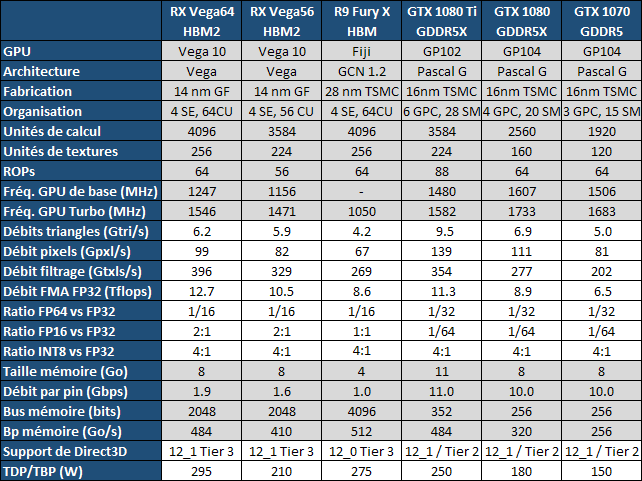 RX Vega64 HBM2 RX Vega56 HBM2 R9 Fury X HBM GTX 1080 Ti GDDR5X GTX 1080 GDDR5X GTX 1070 GDDR5
GPU Vega 10 Vega 10 Fiji GP102 GP104 GP104
Architecture Vega Vega GCN 1.2 Pascal G Pascal G Pascal G
Fabrication 14 nm GF 14 nm GF 28 nm TSMC 16nm TSMC 16nm TSMC 16nm TSMC
Organisation 4 SE, 64CU 4 SE, 56 CU 4 SE, 64CU 6 GPC, 28 SM 4 GPC, 20 SM 3 GPC, 15 SM
Unités de calcul 4096 3584 4096 3584 2560 1920
Unités de textures 256 224 256 224 160 120
ROPs 64 56 64 88 64 64
Fréq. GPU de base (MHz) 1247 1156 - 1480 1607 1506
Fréq. GPU Turbo (MHz) 1546 1471 1050 1582 1733 1683
Débits triangles (Gtri/s) 6.2 5.9 4.2 9.5 6.9 5.0
Débit pixels (Gpxl/s) 99 82 67 139 111 81
Débit filtrage (Gtxls/s) 396 329 269 354 277 202
Débit FMA FP32 (Tflops) 12.7 10.5 8.6 11.3 8.9 6.5
Ratio FP64 vs FP32 1/16 1/16 1/16 1/32 1/32 1/32
Ratio FP16 vs FP32 2:1 2:1 1:1 1/64 1/64 1/64
Ratio INT8 vs FP32 4:1 4:1 4:1 4:1 4:1 4:1
Taille mémoire (Go) 8 8 4 11 8 8
Débit par pin (Gbps) 1.9 1.6 1.0 11.0 10.0 10.0
Bus mémoire (bits) 2048 2048 4096 352 256 256
Bp mémoire (Go/s) 484 410 512 484 320 256
Support de Direct3D 12_1 Tier 3 12_1 Tier 3 12_0 Tier 3 12_1 / Tier 2 12_1 / Tier 2 12_1 / Tier 2
TDP/TBP (W) 295 210 275 250 180 150